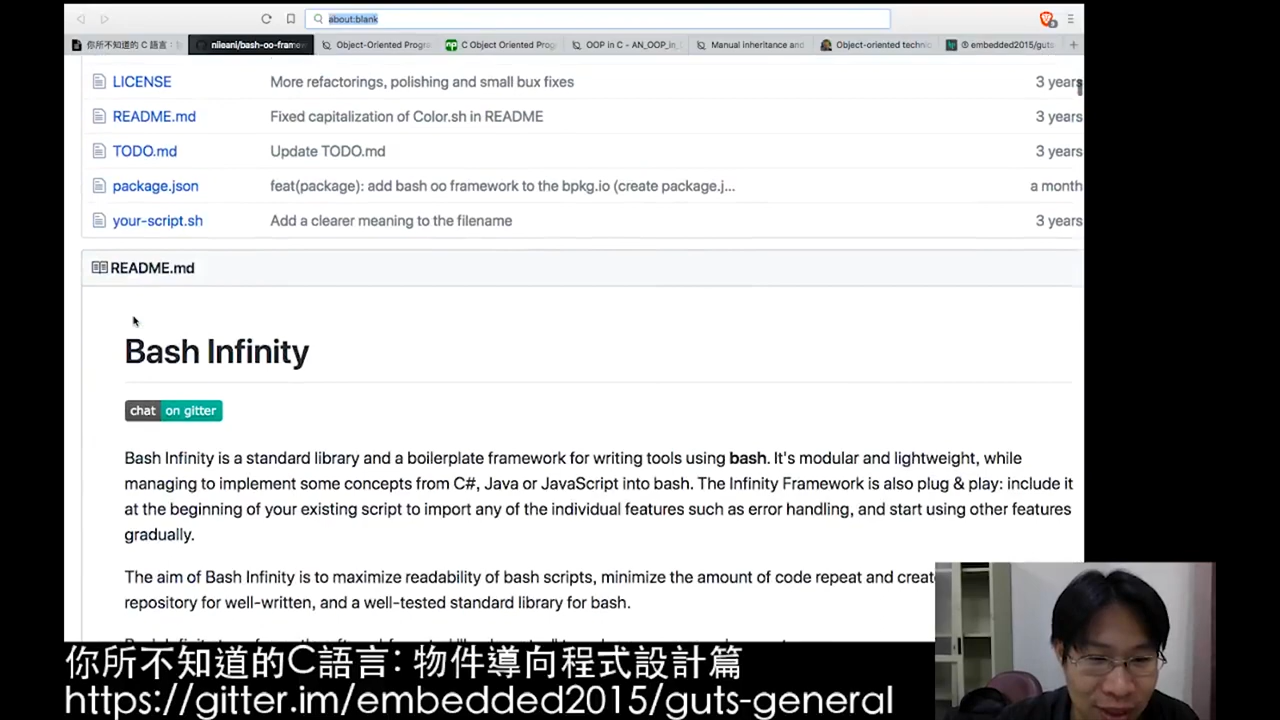 about:blank
你所不知道的 C 語言:
niieani/bash-oo-frame
Object-Oriented Progra
C Object Oriented Prog
OOP in C - AN_OOP_in_
Manual inheritance and
Object-oriented technic
embedded2015/guts
LICENSE More refactorings, polishing and small bux fixes 3 years
README.md Fixed capitalization of Color.sh in README 3 years
TODO.md Update TODO.md 3 years
package.json feat(package): add bash oo framework to the bpkg.io (create package.j... a month
your-script.sh Add a clearer meaning to the filename 3 years
README.md
Bash Infinity
chat on gitter
Bash Infinity is a standard library and a boilerplate framework for writing tools using bash. It's modular and lightweight, while
managing to implement some concepts from C#, Java or JavaScript into bash. The Infinity Framework is also plug & play: include it
at the beginning of your existing script to import any of the individual features such as error handling, and start using other features
gradually.
The aim of Bash Infinity is to maximize readability of bash scripts, minimize the amount of code repeat and create
repository for well-written, and a well-tested standard library for bash.
你所不知道的C語言: 物件導向程式設計篇
https://gitter.im/embedded2015/guts-general